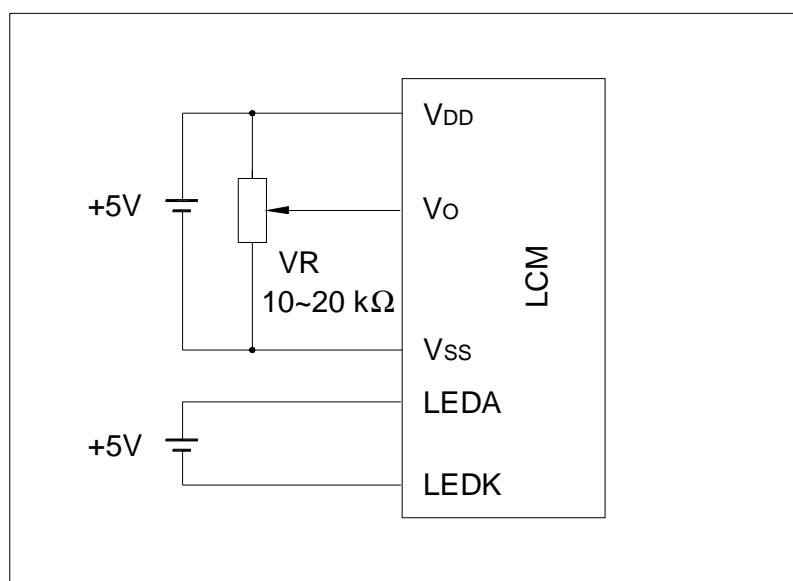 VDD
+5V
VO
VR
10~20 kΩ
LCM
VSS
LEDA
+5V
LEDK